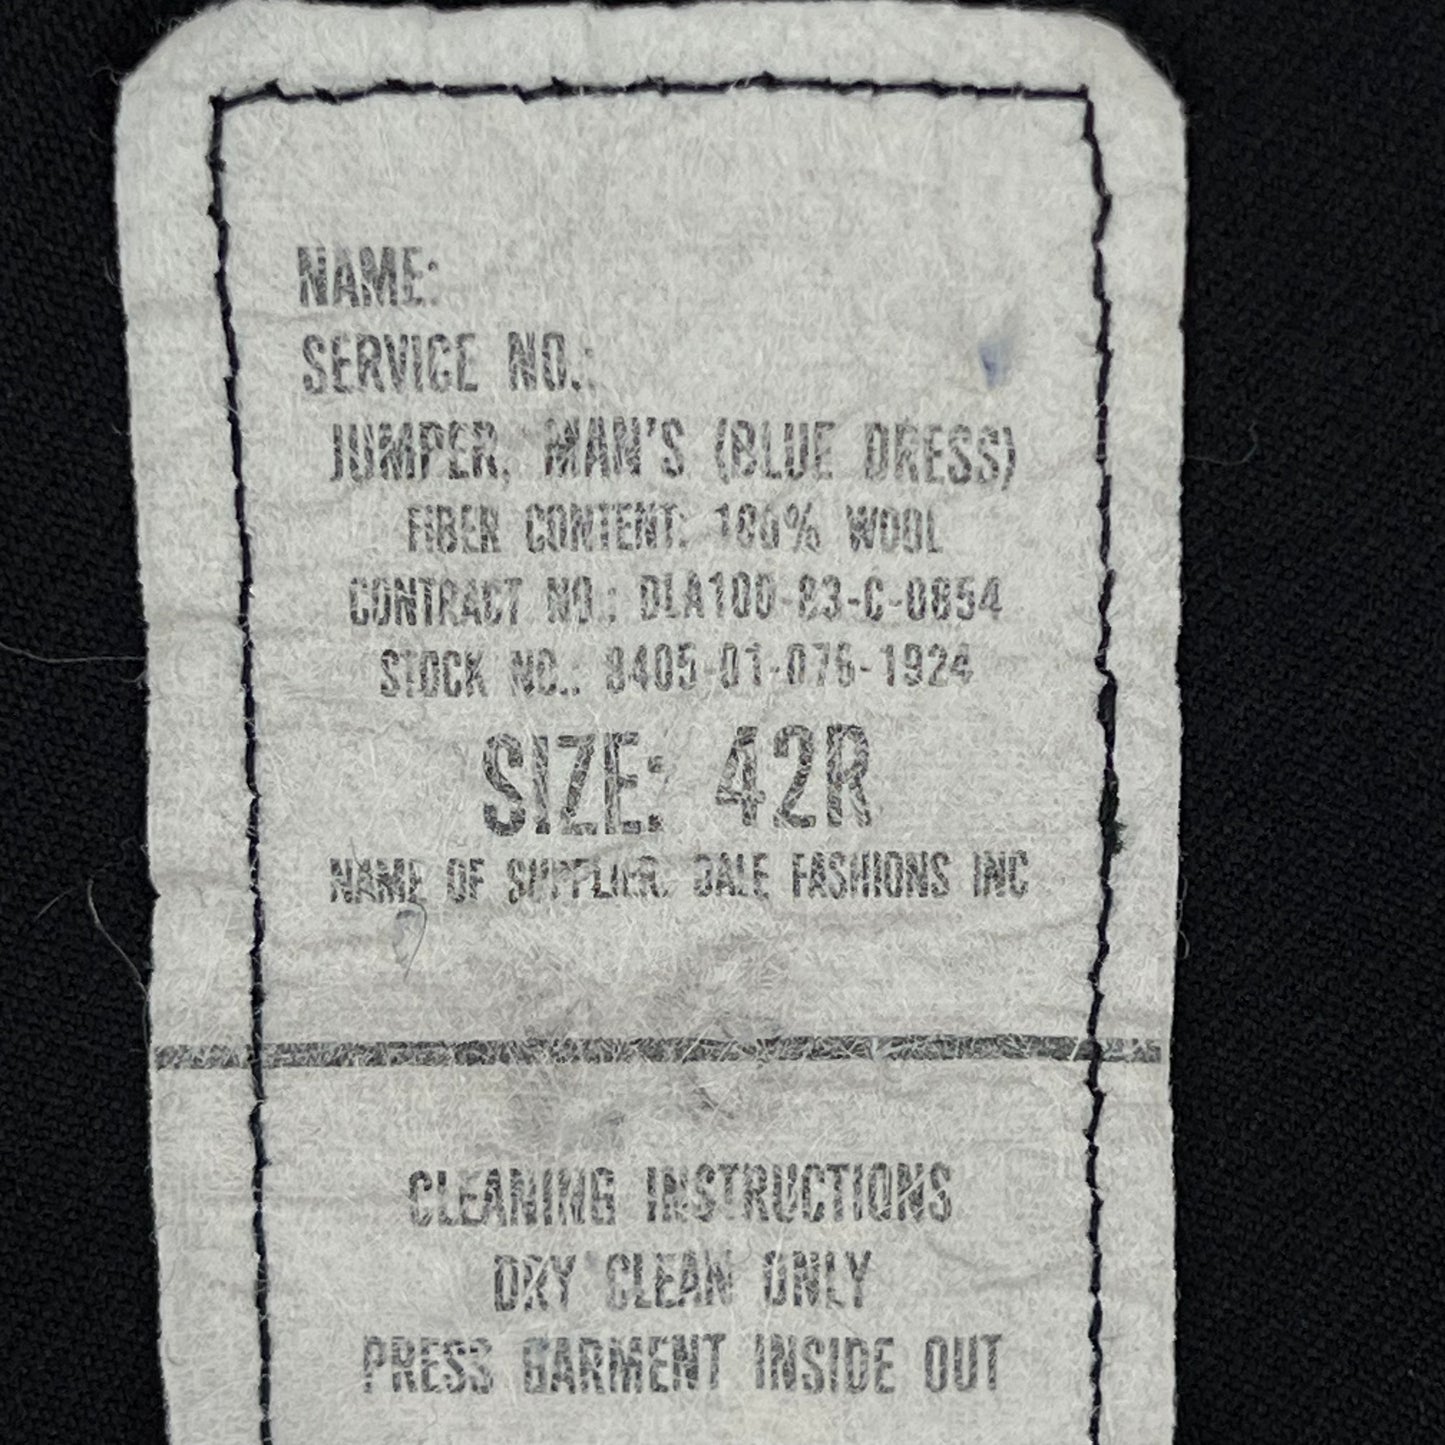 NAME:
SERVICE NO.:
JUMPER, MAN'S (BLUE DRESS)
FIBER CONTENT: 100% WOOL
CONTRACT NO.: DLA100-83-C-0654
STOCK NO.: 8405-01-076-1924
SIZE: 42R
NAME OF SUPPLIER: DALE FASHIONS INC
CLEANING INSTRUCTIONS
DRY CLEAN ONLY
PRESS GARMENT INSIDE OUT